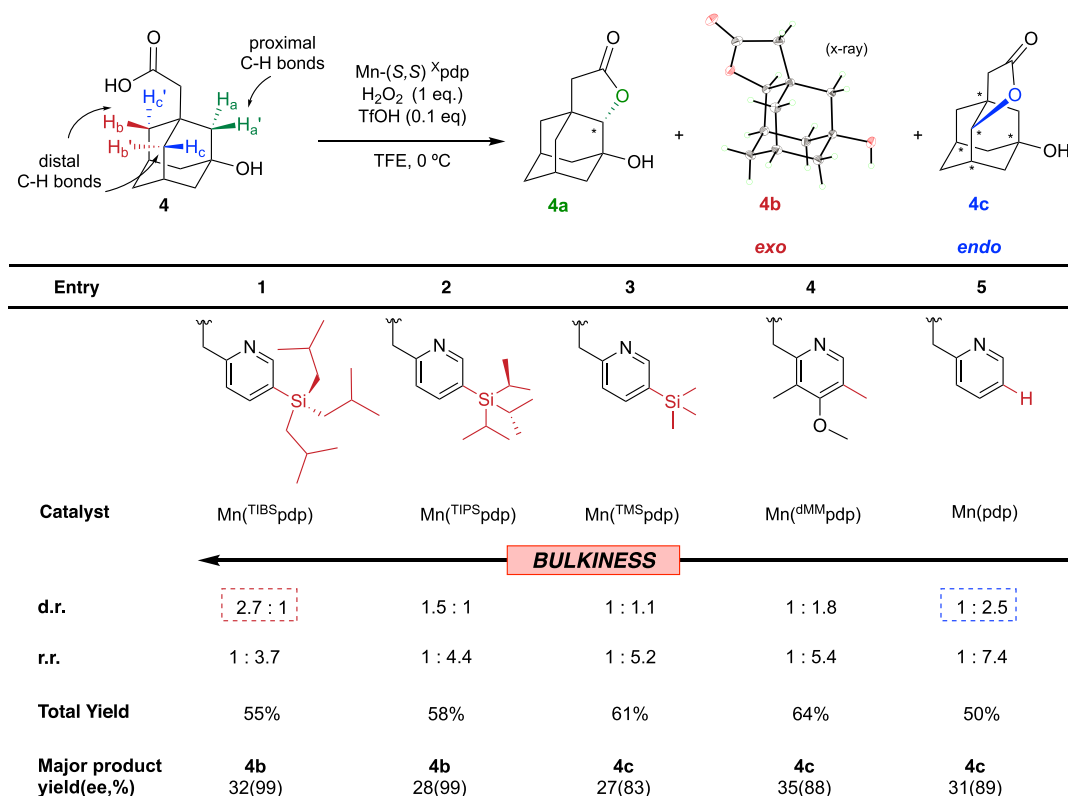 O
HO
proximal
C-H bonds
Hc'
Ha
Hb
Ha'
Hb
Hc
OH
distal
C-H bonds
4
Mn-(S,S) ˣpdp
H₂O₂ (1 eq.)
TfOH (0.1 eq)
TFE, 0 ºC
O
O
*
OH
4a
+
(x-ray)
4b
exo
+
O
O
*
*
*
*
*
OH
4c
endo
Entry 1 2 3 4 5
N
Si
N
Si
N
Si
N
O
N
H
Catalyst Mn(ᵀᴵᴮˢpdp) Mn(ᵀᴵᴾˢpdp) Mn(ᵀᴹˢpdp) Mn(ᵈᴹᴹpdp) Mn(pdp)
BULKINESS
d.r. 2.7 : 1 1.5 : 1 1 : 1.1 1 : 1.8 1 : 2.5
r.r. 1 : 3.7 1 : 4.4 1 : 5.2 1 : 5.4 1 : 7.4
Total Yield 55% 58% 61% 64% 50%
Major product 4b 4b 4c 4c 4c
yield(ee,%) 32(99) 28(99) 27(83) 35(88) 31(89)